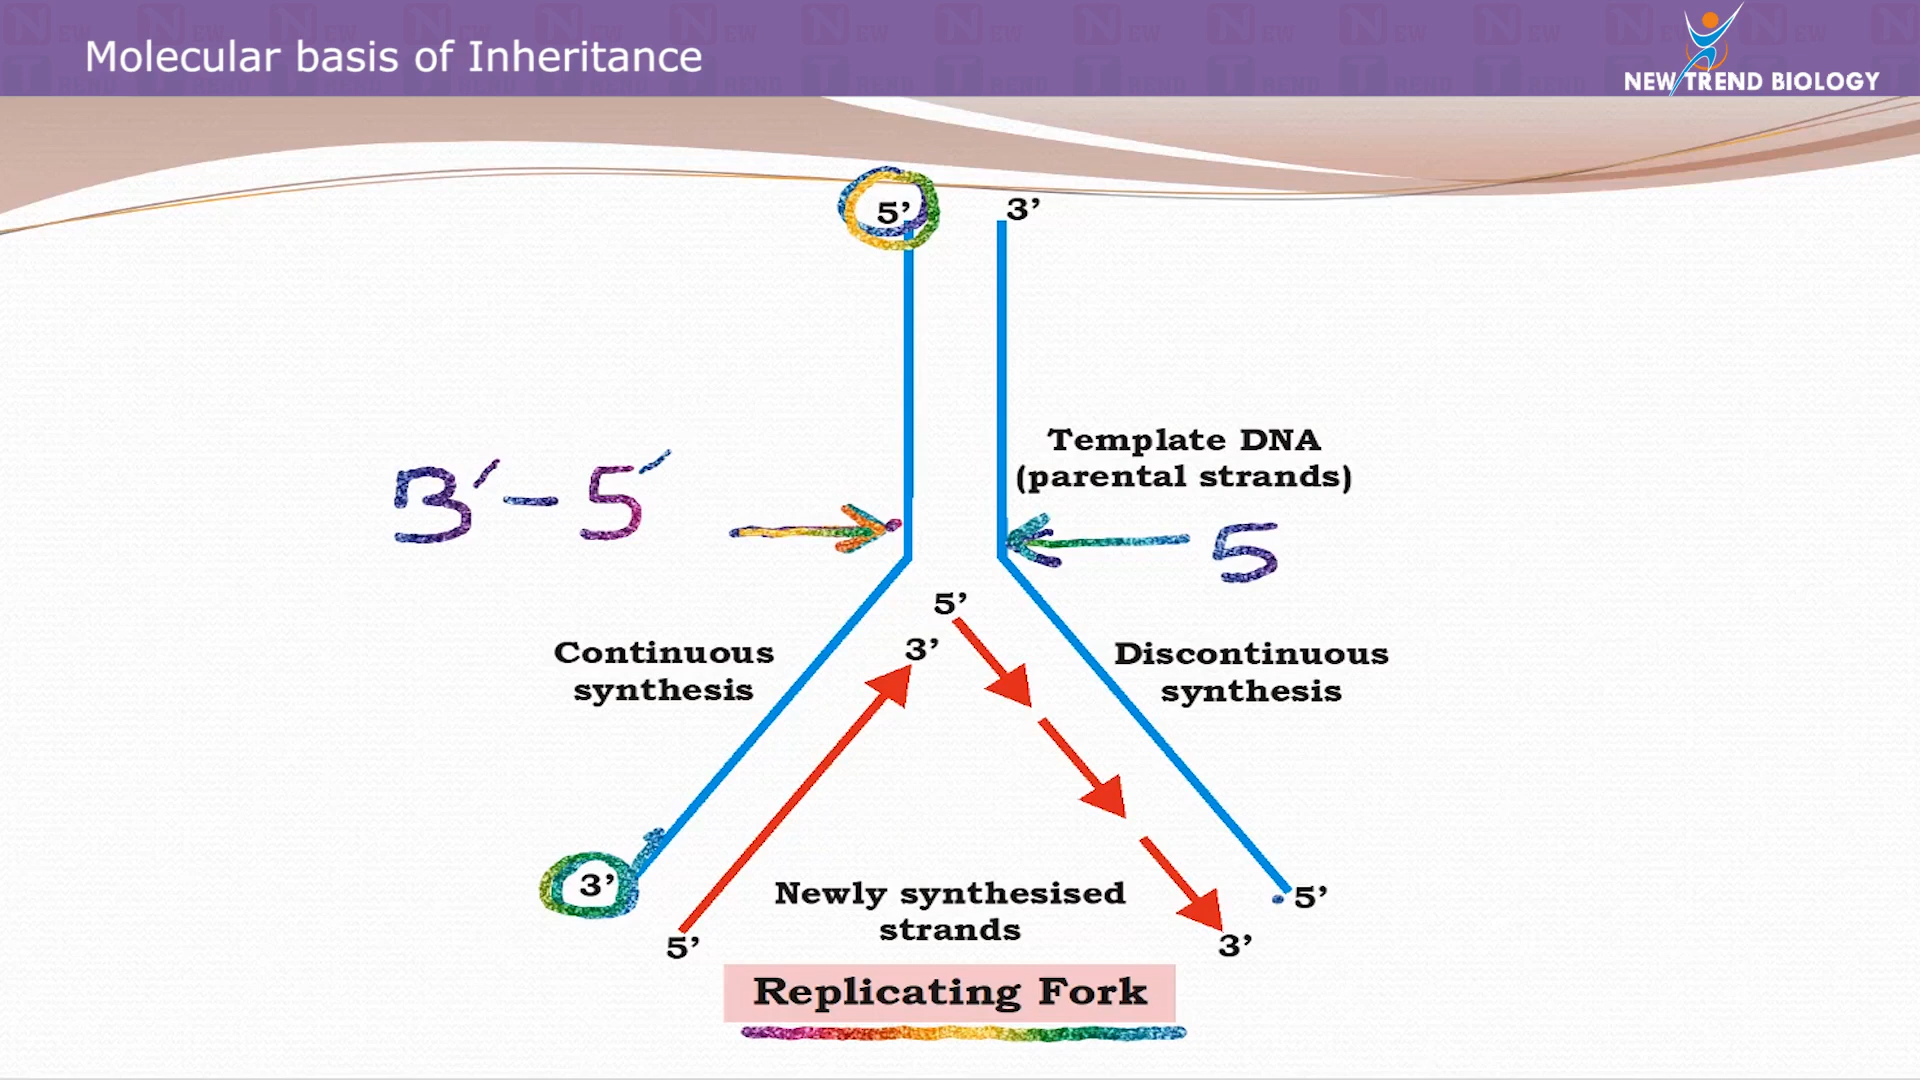 Molecular basis of Inheritance
NEW TREND BIOLOGY
5’ 3’
Template DNA
(parental strands)
3′ - 5′
5
5’
3’
Continuous
synthesis
Discontinuous
synthesis
3’
5’
Newly synthesised
strands
5’
3’
Replicating Fork